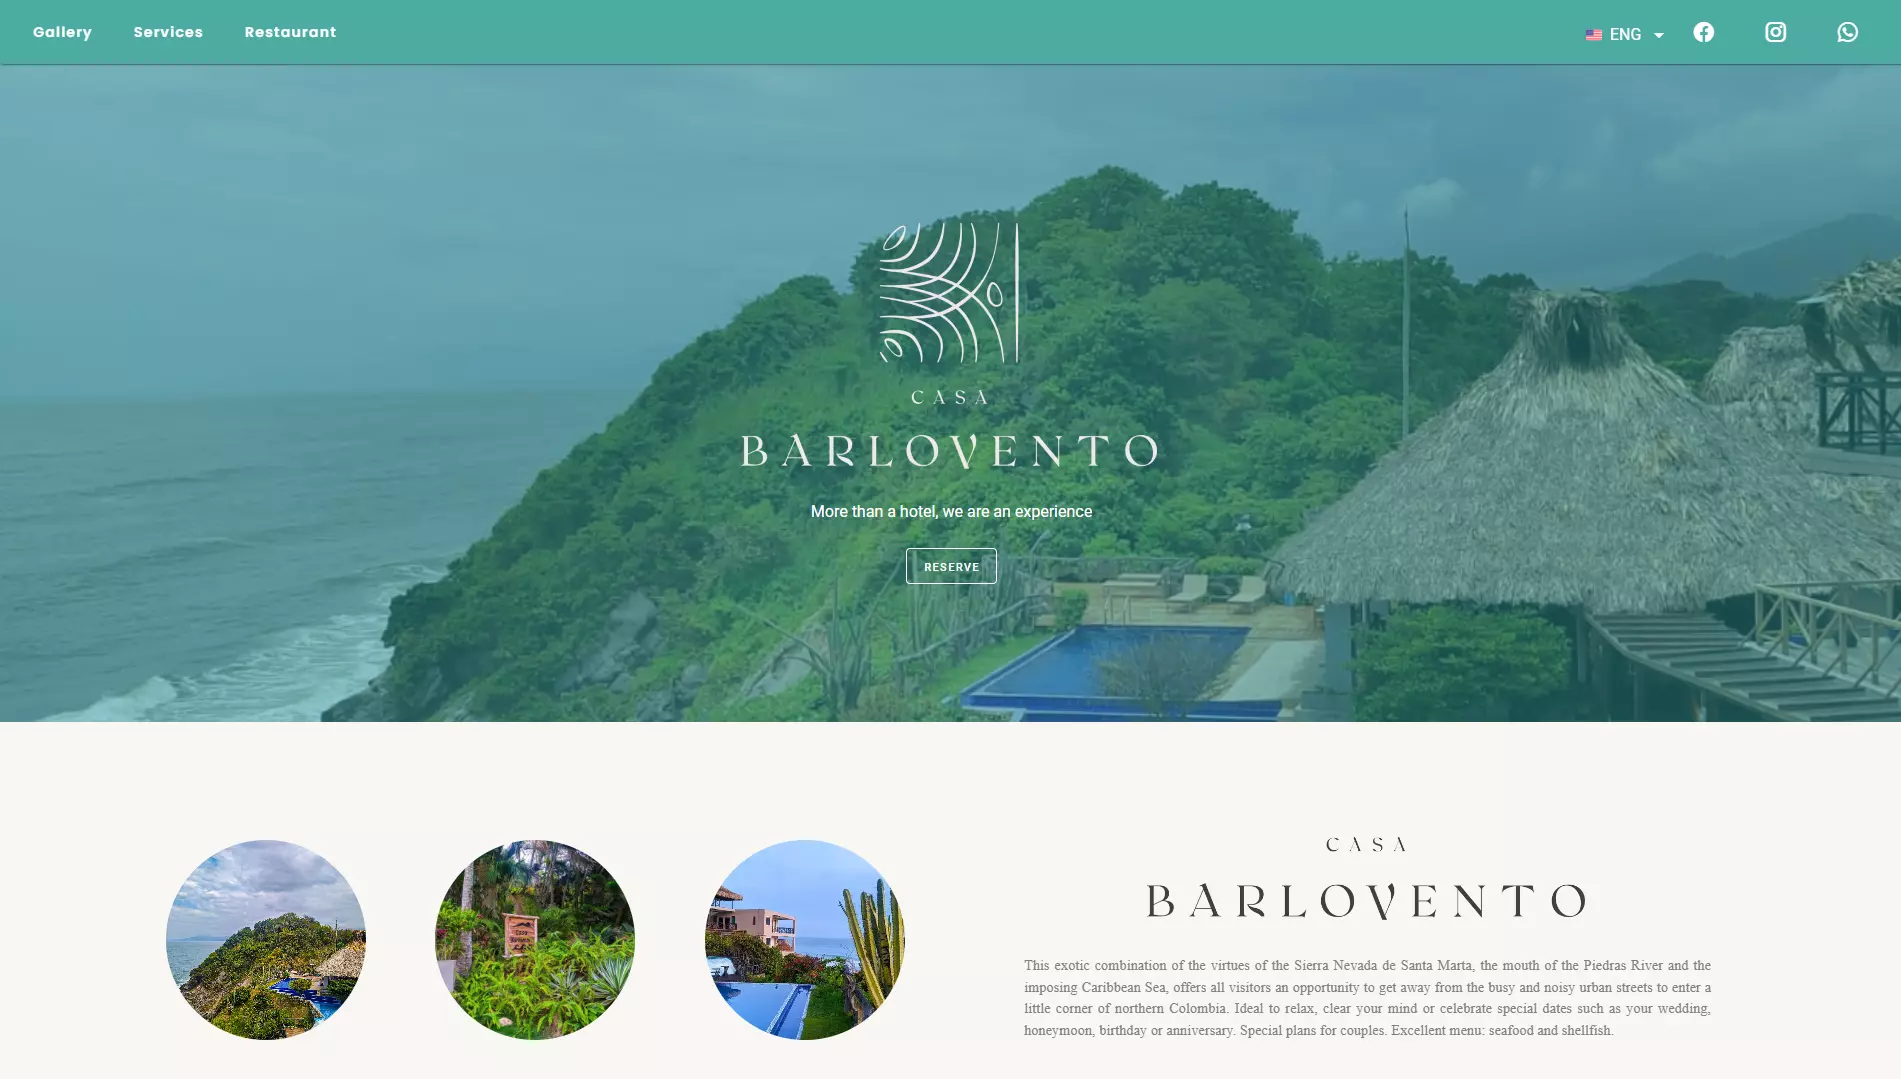 Gallery Services Restaurant ENG
CASA
BARLOVENTO
More than a hotel, we are an experience
RESERVE
CASA
BARLOVENTO
This exotic combination of the virtues of the Sierra Nevada de Santa Marta, the mouth of the Piedras River and the
imposing Caribbean Sea, offers all visitors an opportunity to get away from the busy and noisy urban streets to enter a
little corner of northern Colombia. Ideal to relax, clear your mind or celebrate special dates such as your wedding,
honeymoon, birthday or anniversary. Special plans for couples. Excellent menu: seafood and shellfish.